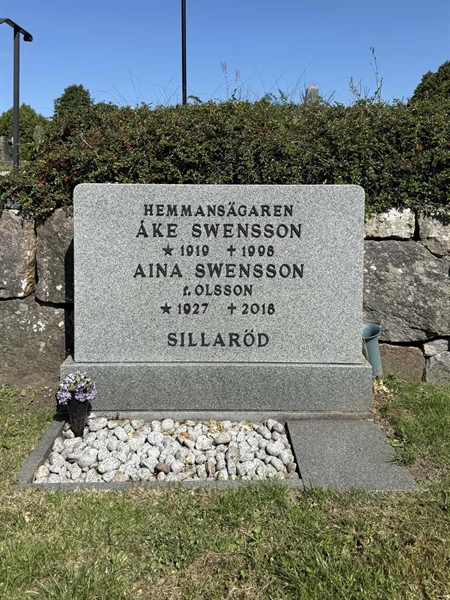 HEMMANSÄGAREN
ÅKE SWENSSON
★ 1919 ✝ 1998
AINA SWENSSON
f. OLSSON
★ 1927 ✝ 2018
SILLARÖD